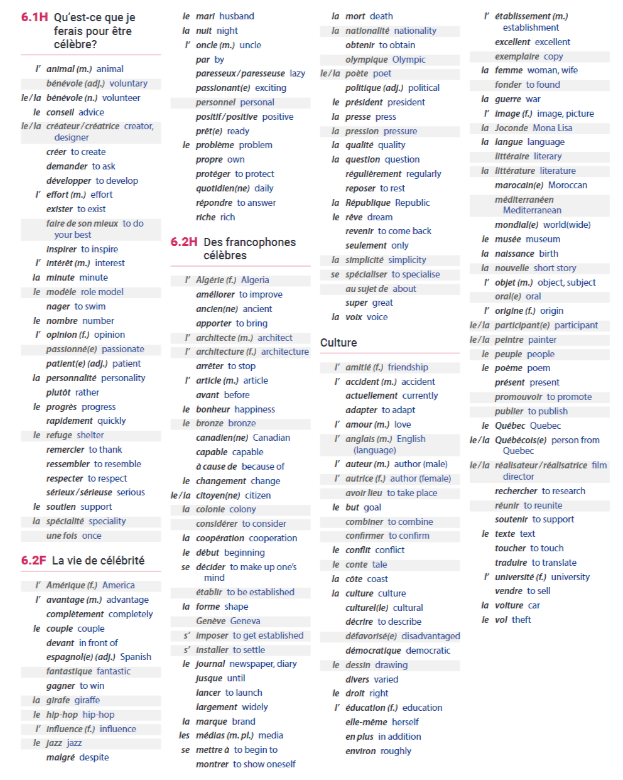 6.1H Qu'est-ce que je
ferais pour être
célèbre?
l' animal (m.) animal
bénévole (adj.) voluntary
le/la bénévole (n.) volunteer
le conseil advice
le/la créateur/créatrice creator,
designer
créer to create
demander to ask
développer to develop
l' effort (m.) effort
exister to exist
faire de son mieux to do
your best
inspirer to inspire
l' intérêt (m.) interest
la minute minute
le modèle role model
nager to swim
le nombre number
l' opinion (f.) opinion
passionné(e) passionate
patient(e) (adj.) patient
la personnalité personality
plutôt rather
le progrès progress
rapidement quickly
le refuge shelter
remercier to thank
ressembler to resemble
respecter to respect
sérieux/sérieuse serious
le soutien support
la spécialité speciality
une fois once
6.2F La vie de célébrité
l' Amérique (f.) America
l' avantage (m.) advantage
complètement completely
le couple couple
devant in front of
espagnol(e) (adj.) Spanish
fantastique fantastic
gagner to win
la girafe giraffe
le hip-hop hip-hop
l' influence (f.) influence
le jazz jazz
malgré despite
le mari husband
la nuit night
l' oncle (m.) uncle
par by
paresseux/paresseuse lazy
passionant(e) exciting
personnel personal
positif/positive positive
prêt(e) ready
le problème problem
propre own
protéger to protect
quotidien(ne) daily
répondre to answer
riche rich
6.2H Des francophones
célèbres
l' Algérie (f.) Algeria
améliorer to improve
ancien(ne) ancient
apporter to bring
l' architecte (m.) architect
l' architecture (f.) architecture
arrêter to stop
l' article (m.) article
avant before
le bonheur happiness
le bronze bronze
canadien(ne) Canadian
capable capable
à cause de because of
le changement change
le/la citoyen(ne) citizen
la colonie colony
considérer to consider
la coopération cooperation
le début beginning
se décider to make up one's
mind
établir to be established
la forme shape
Genève Geneva
s' imposer to get established
s' installer to settle
le journal newspaper, diary
jusque until
lancer to launch
largement widely
la marque brand
les médias (m. pl.) media
se mettre à to begin to
montrer to show oneself
la mort death
la nationalité nationality
obtenir to obtain
olympique Olympic
le/la poète poet
politique (adj.) political
le président president
la presse press
la pression pressure
la qualité quality
la question question
régulièrement regularly
reposer to rest
la République Republic
le rêve dream
revenir to come back
seulement only
la simplicité simplicity
se spécialiser to specialise
au sujet de about
super great
la voix voice
Culture
l' amitié (f.) friendship
l' accident (m.) accident
actuellement currently
adapter to adapt
l' amour (m.) love
l' anglais (m.) English
(language)
l' auteur (m.) author (male)
l' autrice (f.) author (female)
avoir lieu to take place
le but goal
combiner to combine
confirmer to confirm
le conflit conflict
le conte tale
la côte coast
la culture culture
culturel(le) cultural
décrire to describe
défavorisé(e) disadvantaged
démocratique democratic
le dessin drawing
divers varied
le droit right
l' éducation (f.) education
elle-même herself
en plus in addition
environ roughly
l' établissement (m.)
establishment
excellent excellent
exemplaire copy
la femme woman, wife
fonder to found
la guerre war
l' image (f.) image, picture
la Joconde Mona Lisa
la langue language
littéraire literary
la littérature literature
marocain(e) Moroccan
méditerranéen
Mediterranean
mondial(e) world(wide)
le musée museum
la naissance birth
la nouvelle short story
l' objet (m.) object, subject
oral(e) oral
l' origine (f.) origin
le/la participant(e) participant
le/la peintre painter
le peuple people
le poème poem
présent present
promouvoir to promote
publier to publish
le Québec Quebec
le/la Québécois(e) person from
Quebec
le/la réalisateur/réalisatrice film
director
rechercher to research
réunir to reunite
soutenir to support
le texte text
toucher to touch
traduire to translate
l' université (f.) university
vendre to sell
la voiture car
le vol theft